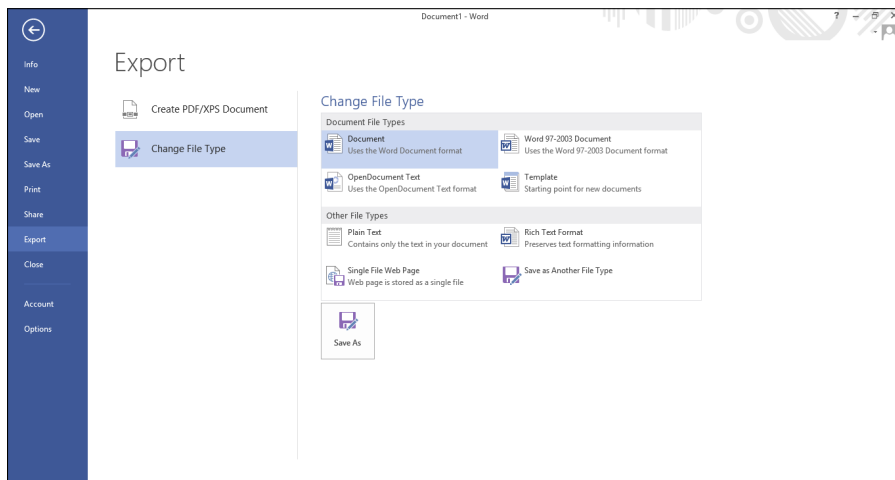 Document1 - Word
?
Info
New
Open
Save
Save As
Print
Share
Export
Close
Account
Options
Export
Create PDF/XPS Document
Change File Type
Change File Type
Document File Types
Document
Uses the Word Document format
Word 97-2003 Document
Uses the Word 97-2003 Document format
OpenDocument Text
Uses the OpenDocument Text format
Template
Starting point for new documents
Other File Types
Plain Text
Contains only the text in your document
Rich Text Format
Preserves text formatting information
Single File Web Page
Web page is stored as a single file
Save as Another File Type
Save As